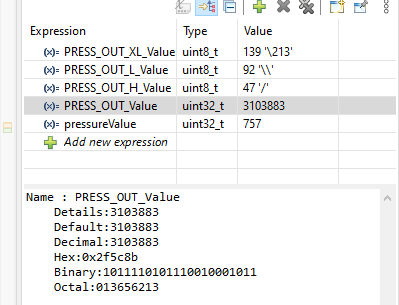 Expression Type Value
(x)= PRESS_OUT_XL_Value uint8_t 139 '\213'
(x)= PRESS_OUT_L_Value uint8_t 92 '\\'
(x)= PRESS_OUT_H_Value uint8_t 47 '/'
(x)= PRESS_OUT_Value uint32_t 3103883
(x)= pressureValue uint32_t 757
Add new expression
Name : PRESS_OUT_Value
Details:3103883
Default:3103883
Decimal:3103883
Hex:0x2f5c8b
Binary:1011110101110010001011
Octal:013656213